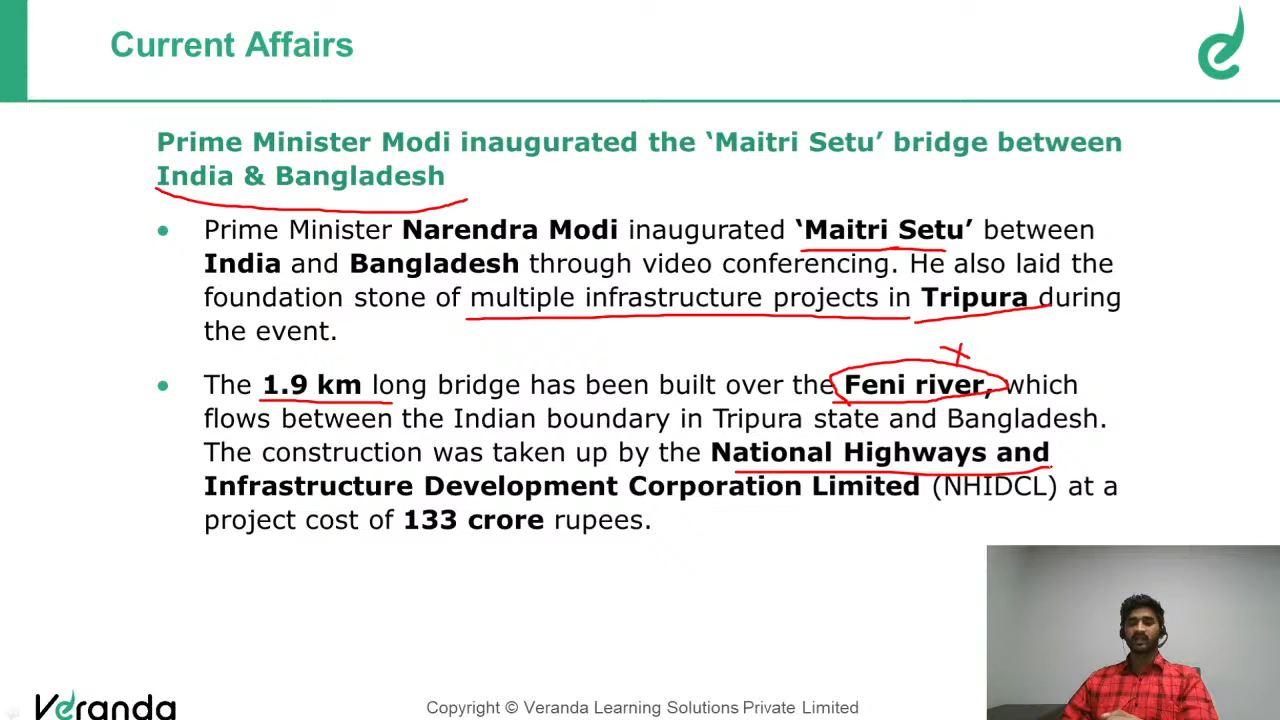 Current Affairs
Prime Minister Modi inaugurated the ‘Maitri Setu’ bridge between
India & Bangladesh
• Prime Minister Narendra Modi inaugurated ‘Maitri Setu’ between
India and Bangladesh through video conferencing. He also laid the
foundation stone of multiple infrastructure projects in Tripura during
the event.
• The 1.9 km long bridge has been built over the Feni river, which
flows between the Indian boundary in Tripura state and Bangladesh.
The construction was taken up by the National Highways and
Infrastructure Development Corporation Limited (NHIDCL) at a
project cost of 133 crore rupees.
Veranda
Copyright © Veranda Learning Solutions Private Limited